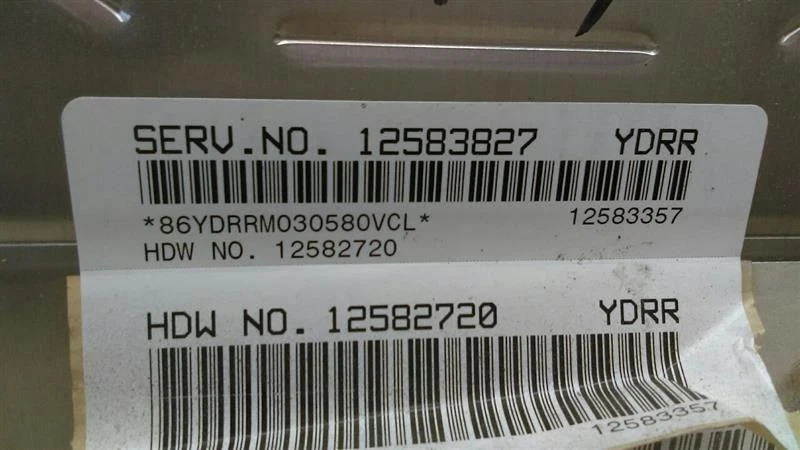 SERV.NO. 12583827 YDRR
*86YDRRM030580VCL* 12583357
HDW NO. 12582720
HDW NO. 12582720 YDRR
12583357